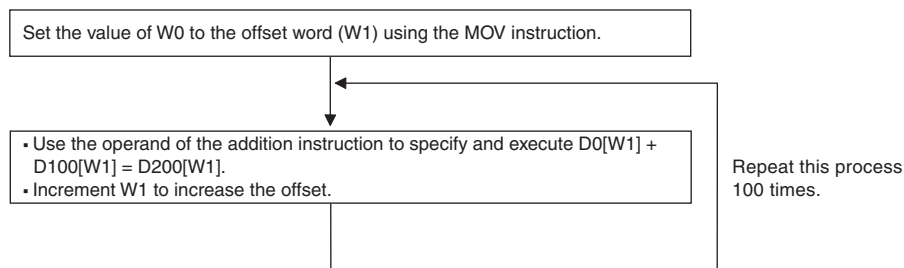 Set the value of W0 to the offset word (W1) using the MOV instruction.
▪ Use the operand of the addition instruction to specify and execute D0[W1] +
D100[W1] = D200[W1].
▪ Increment W1 to increase the offset.
Repeat this process
100 times.